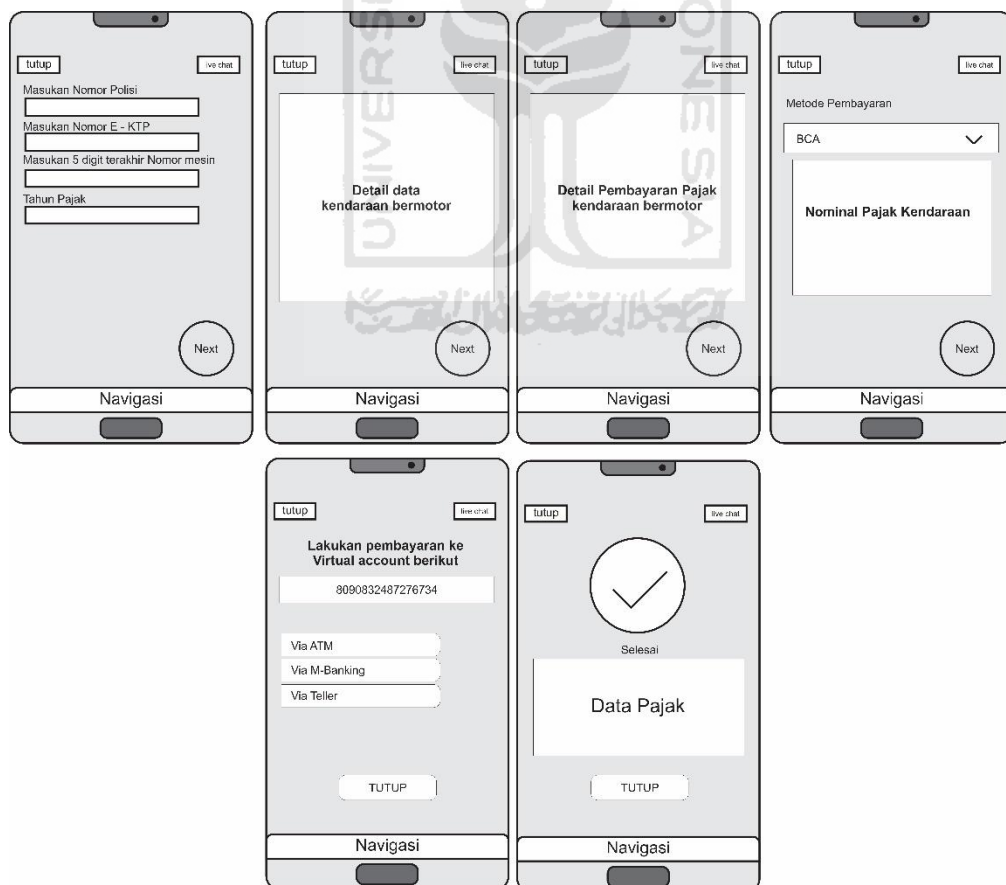 tutup
live chat
Masukan Nomor Polisi
Masukan Nomor E - KTP
Masukan 5 digit terakhir Nomor mesin
Tahun Pajak
Next
Navigasi
tutup
live chat
Detail data
kendaraan bermotor
Next
Navigasi
tutup
live chat
Detail Pembayaran Pajak
kendaraan bermotor
Next
Navigasi
tutup
live chat
Metode Pembayaran
BCA
Nominal Pajak Kendaraan
Next
Navigasi
tutup
live chat
Lakukan pembayaran ke
Virtual account berikut
8090832487276734
Via ATM
Via M-Banking
Via Teller
TUTUP
Navigasi
tutup
live chat
Selesai
Data Pajak
TUTUP
Navigasi